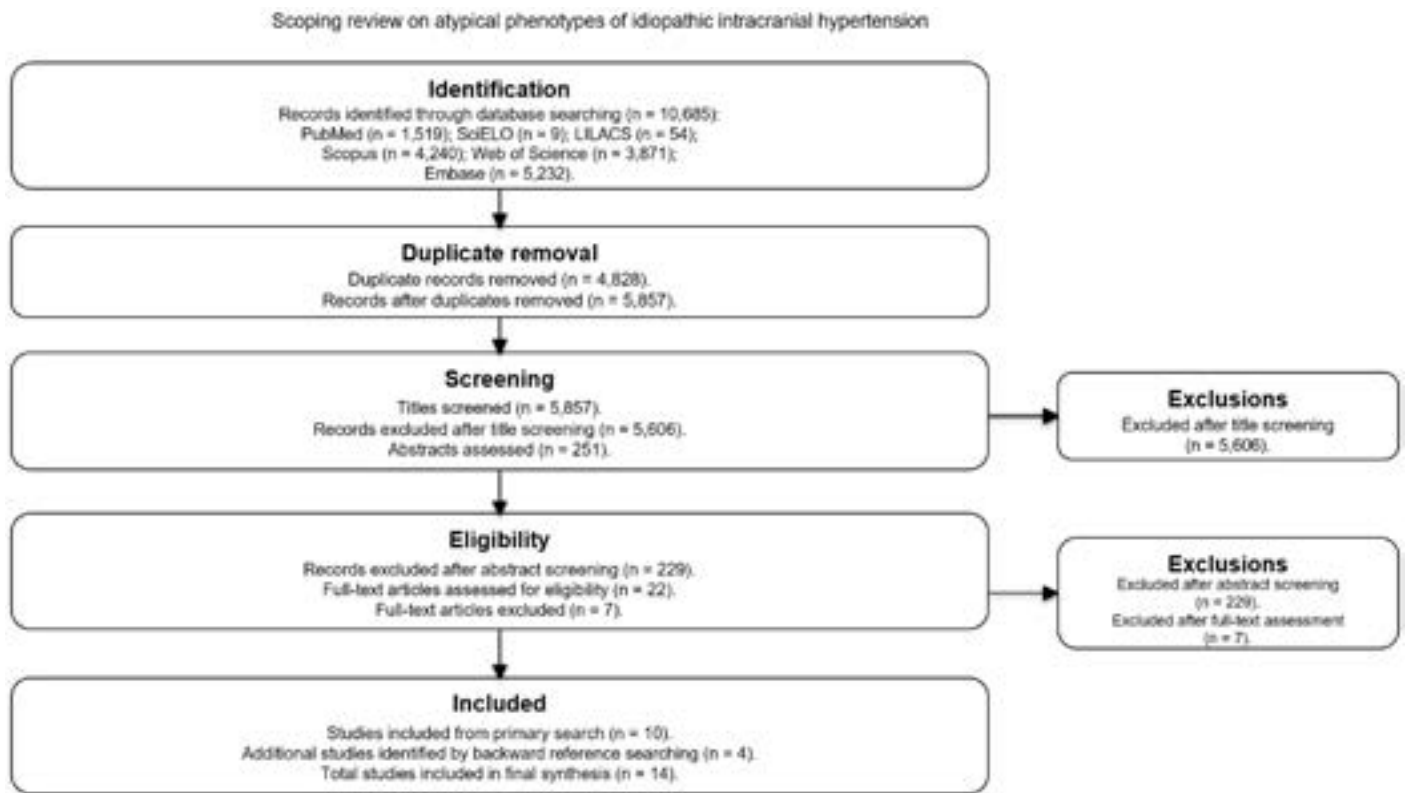 Scoping review on atypical phenotypes of idiopathic intracranial hypertension
Identification
Records identified through database searching (n = 10,685):
PubMed (n = 1,519); SciELO (n = 9); LILACS (n = 54);
Scopus (n = 4,240); Web of Science (n = 3,871);
Embase (n = 5,232).
Duplicate removal
Duplicate records removed (n = 4,828).
Records after duplicates removed (n = 5,857).
Screening
Titles screened (n = 5,857).
Records excluded after title screening (n = 5,606).
Abstracts assessed (n = 251).
Exclusions
Excluded after title screening
(n = 5,606).
Eligibility
Records excluded after abstract screening (n = 229).
Full-text articles assessed for eligibility (n = 22).
Full-text articles excluded (n = 7).
Exclusions
Excluded after abstract screening
(n = 229).
Excluded after full-text assessment
(n = 7).
Included
Studies included from primary search (n = 10).
Additional studies identified by backward reference searching (n = 4).
Total studies included in final synthesis (n = 14).